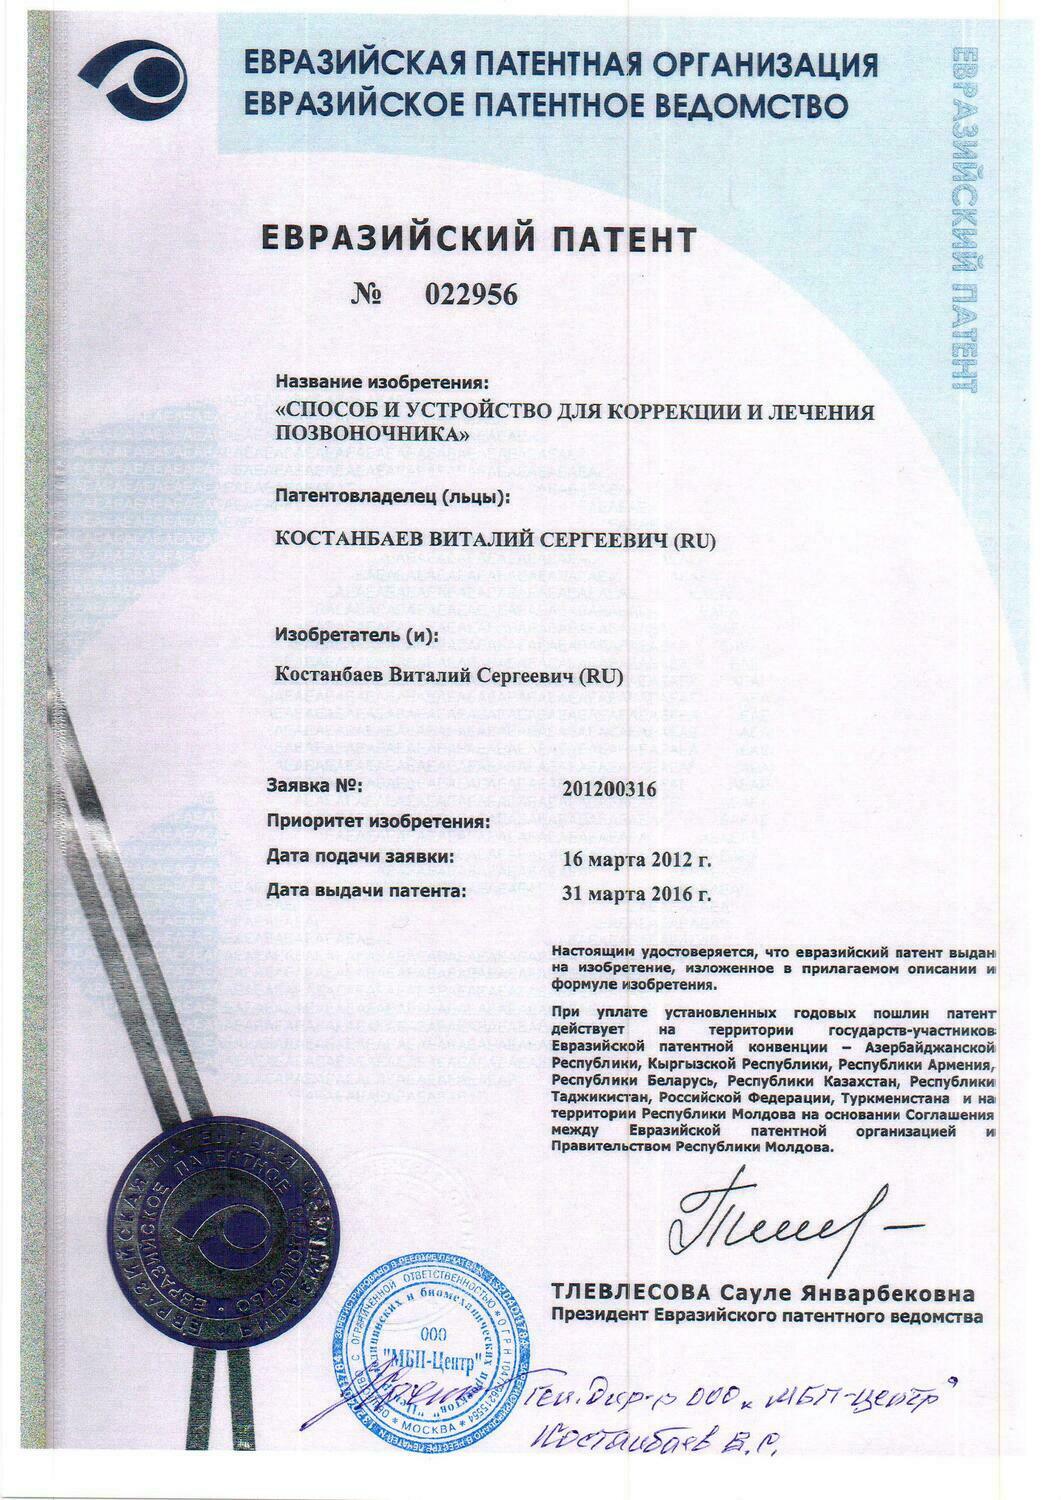 ЕВРАЗИЙСКАЯ ПАТЕНТНАЯ ОРГАНИЗАЦИЯ
ЕВРАЗИЙСКОЕ ПАТЕНТНОЕ ВЕДОМСТВО
ЕВРАЗИЙСКИЙ ПАТЕНТ
ЕВРАЗИЙСКИЙ ПАТЕНТ
№ 022956
Название изобретения:
«СПОСОБ И УСТРОЙСТВО ДЛЯ КОРРЕКЦИИ И ЛЕЧЕНИЯ
ПОЗВОНОЧНИКА»
Патентовладелец (льцы):
КОСТАНБАЕВ ВИТАЛИЙ СЕРГЕЕВИЧ (RU)
Изобретатель (и):
Костанбаев Виталий Сергеевич (RU)
Заявка №: 201200316
Приоритет изобретения:
Дата подачи заявки: 16 марта 2012 г.
Дата выдачи патента: 31 марта 2016 г.
Настоящим удостоверяется, что евразийский патент выдан
на изобретение, изложенное в прилагаемом описании и
формуле изобретения.
При уплате установленных годовых пошлин патент
действует на территории государств-участников
Евразийской патентной конвенции – Азербайджанской
Республики, Кыргызской Республики, Республики Армения,
Республики Беларусь, Республики Казахстан, Республики
Таджикистан, Российской Федерации, Туркменистана и на
территории Республики Молдова на основании Соглашения
между Евразийской патентной организацией и
Правительством Республики Молдова.
ТЛЕВЛЕСОВА Сауле Январбековна
Президент Евразийского патентного ведомства
ЕВРАЗИЙСКАЯ ПАТЕНТНАЯ ОРГАНИЗАЦИЯ
ЕВРАЗИЙСКОЕ ПАТЕНТНОЕ ВЕДОМСТВО
ООО
"МБП-Центр"
МОСКВА
Ген. Дир-р ООО „МБП-Центр"
Костанбаев В.С.